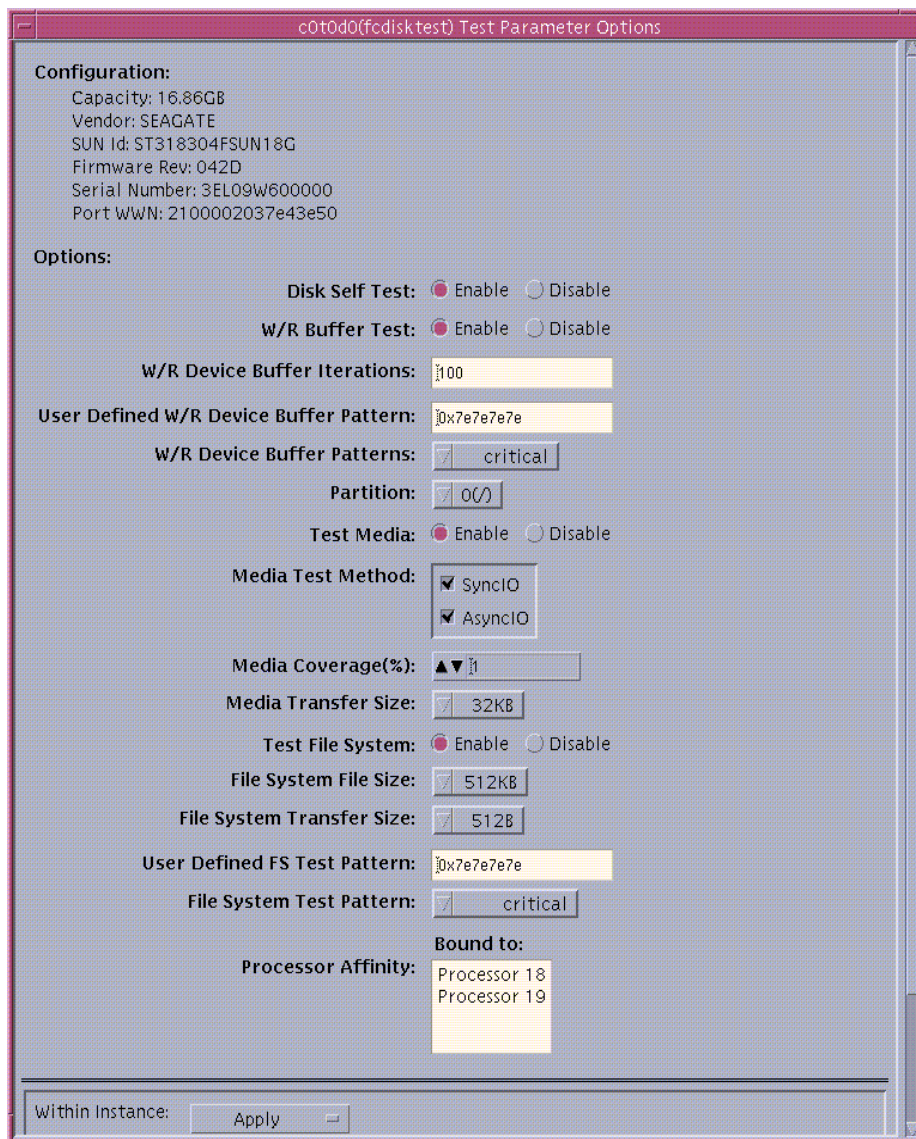 c0t0d0(fcdisktest) Test Parameter Options
Configuration:
Capacity: 16.86GB
Vendor: SEAGATE
SUN Id: ST318304FSUN18G
Firmware Rev: 042D
Serial Number: 3EL09W600000
Port WWN: 2100002037e43e50
Options:
Disk Self Test: Enable Disable
W/R Buffer Test: Enable Disable
W/R Device Buffer Iterations: 100
User Defined W/R Device Buffer Pattern: 0x7e7e7e7e
W/R Device Buffer Patterns: critical
Partition: 0(/)
Test Media: Enable Disable
Media Test Method: SyncIO
AsyncIO
Media Coverage(%): 1
Media Transfer Size: 32KB
Test File System: Enable Disable
File System File Size: 512KB
File System Transfer Size: 512B
User Defined FS Test Pattern: 0x7e7e7e7e
File System Test Pattern: critical
Bound to:
Processor Affinity: Processor 18
Processor 19
Within Instance: Apply